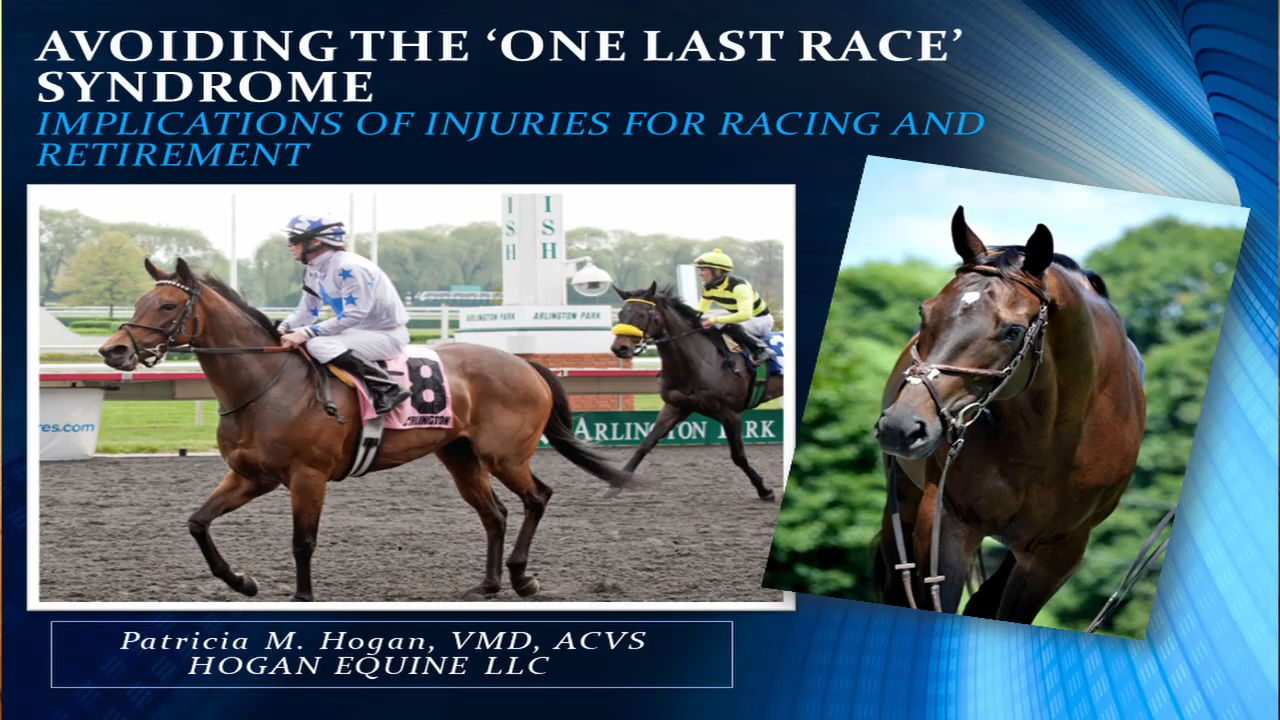 AVOIDING THE ‘ONE LAST RACE’
SYNDROME
IMPLICATIONS OF INJURIES FOR RACING AND
RETIREMENT
ISH
ISH
ARLINGTON PARK
ARLINGTON PARK
8
ARLINGTON
res.com
ARLINGTON
Patricia M. Hogan, VMD, ACVS
HOGAN EQUINE LLC